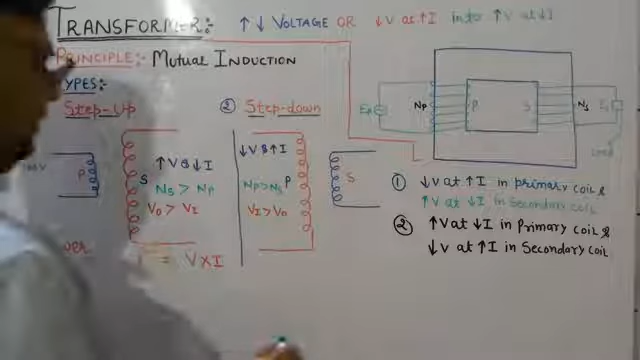 TRANSFORMER:- ↑↓ VOLTAGE OR ↓V at ↑I into ↑V at ↓I
PRINCIPLE:- MUTUAL INDUCTION
TYPES
Step-Up ② Step-down
P S ↑V & ↓I
NS > NP
VO > VI
↓V & ↑I
NP > NS P S
VI > VO
= V X I
NP P S NS
① ↓V at ↑I in primary coil &
↑V at ↓I in Secondary coil
② ↑V at ↓I in Primary coil &
↓V at ↑I in Secondary coil